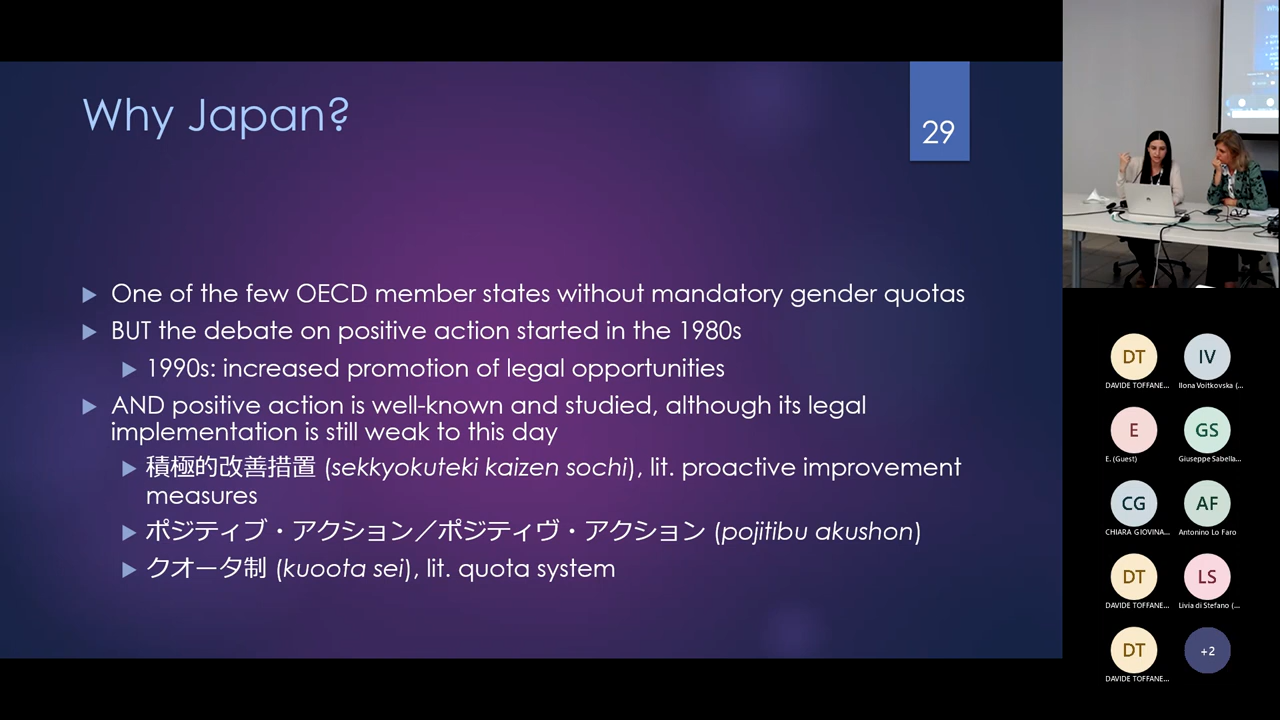 Why Japan?
29
▶ One of the few OECD member states without mandatory gender quotas
▶ BUT the debate on positive action started in the 1980s
▶ 1990s: increased promotion of legal opportunities
▶ AND positive action is well-known and studied, although its legal
implementation is still weak to this day
▶ 積極的改善措置 (sekkyokuteki kaizen sochi), lit. proactive improvement
measures
▶ ポジティブ・アクション／ポジティヴ・アクション (pojitibu akushon)
▶ クオータ制 (kuoota sei), lit. quota system
DT
IV
DAVIDE TOFFANE...
Ilona Voitkovska (...
E
GS
E. (Guest)
Giuseppe Sabella...
CG
AF
CHIARA GIOVINA...
Antonino Lo Faro
DT
LS
DAVIDE TOFFANE...
Livia di Stefano (...
DT
+2
DAVIDE TOFFANE...